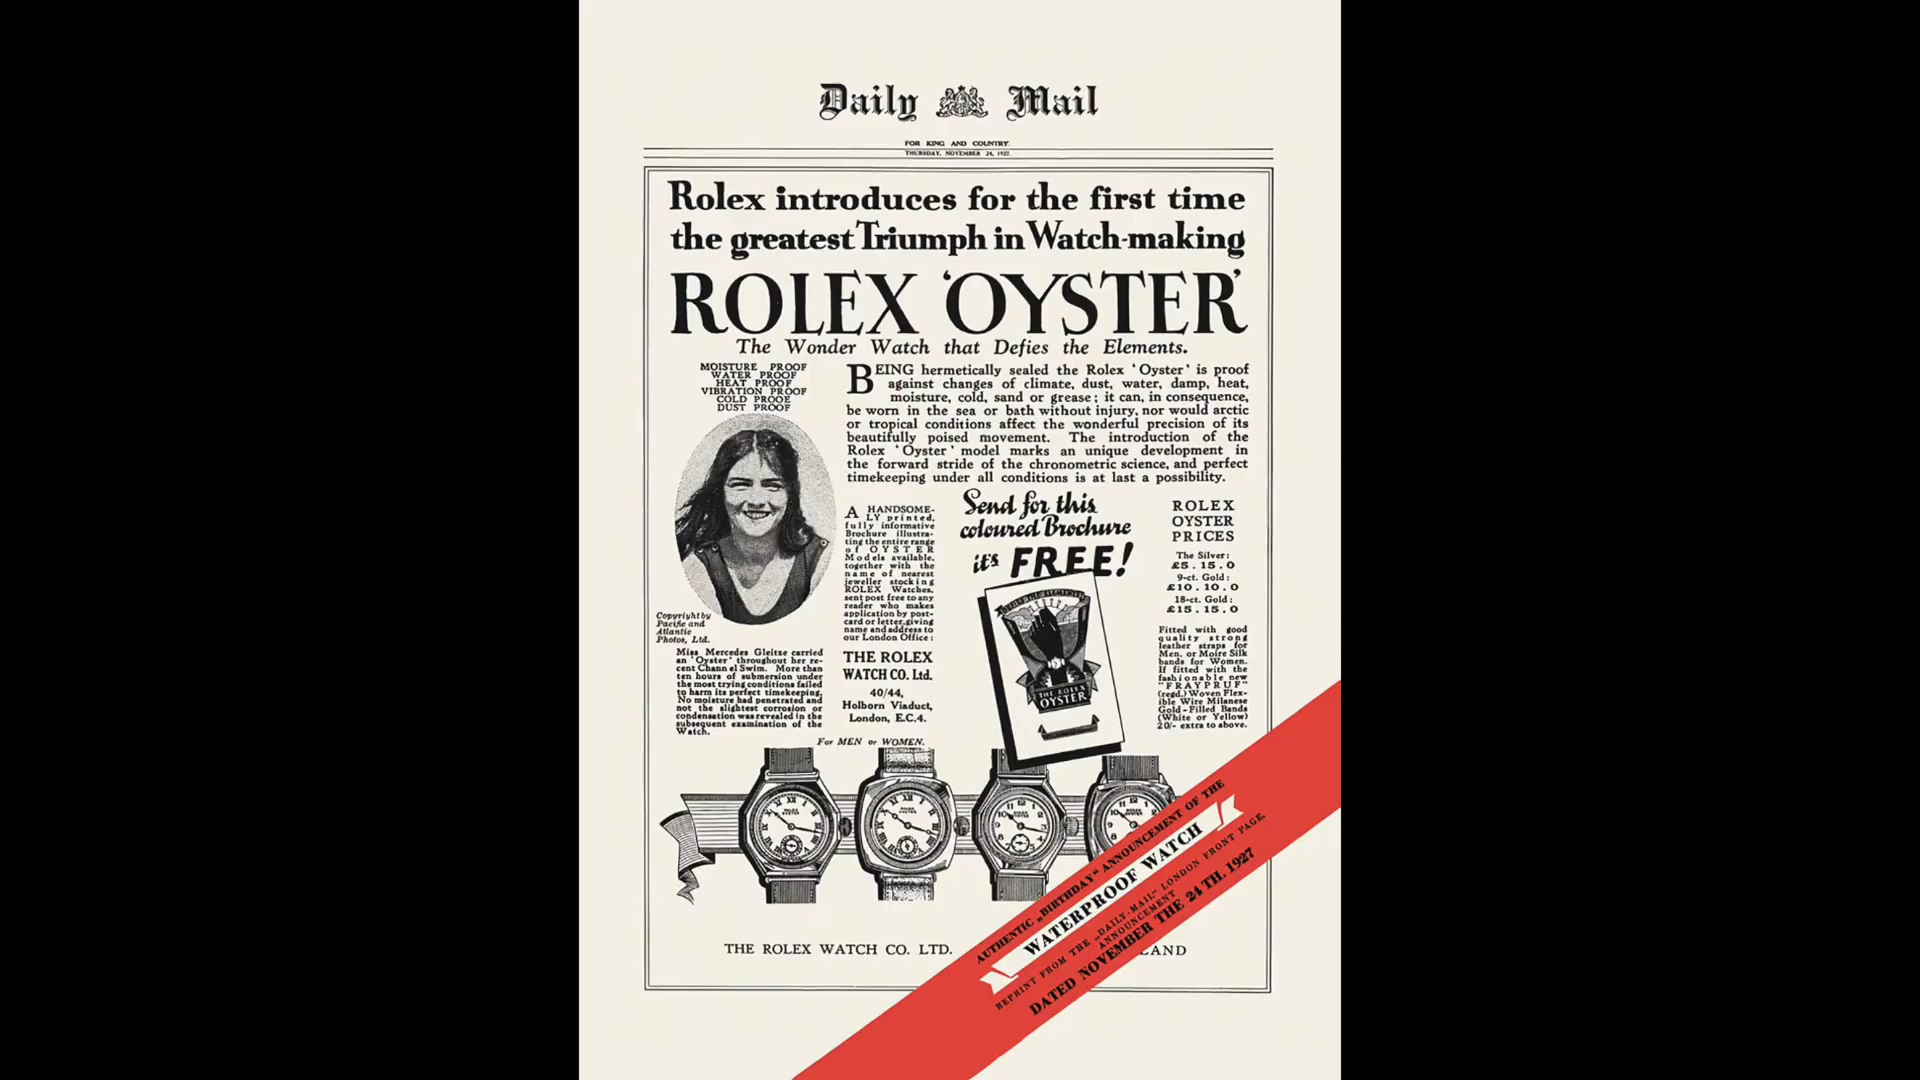 Daily Mail
FOR KING AND COUNTRY.
THURSDAY, NOVEMBER 24, 1927.
Rolex introduces for the first time
the greatest Triumph in Watch-making
ROLEX 'OYSTER'
The Wonder Watch that Defies the Elements.
MOISTURE PROOF
WATER PROOF
HEAT PROOF
VIBRATION PROOF
COLD PROOF
DUST PROOF
BEING hermetically sealed the Rolex 'Oyster' is proof
against changes of climate, dust, water, damp, heat,
moisture, cold, sand or grease; it can, in consequence,
be worn in the sea or bath without injury, nor would arctic
or tropical conditions affect the wonderful precision of its
beautifully poised movement. The introduction of the
Rolex 'Oyster' model marks an unique development in
the forward stride of the chronometric science, and perfect
timekeeping under all conditions is at last a possibility.
Copyright by
Pacific and
Atlantic
Photos, Ltd.
Miss Mercedes Gleitze carried
an 'Oyster' throughout her re-
cent Channel Swim. More than
ten hours of submersion under
the most trying conditions failed
to harm its perfect timekeeping.
No moisture had penetrated and
not the slightest corrosion or
condensation was revealed in the
subsequent examination of the
Watch.
A HANDSOME-
LY printed,
fully informative
Brochure illustra-
ting the entire range
of OYSTER
Models available,
together with the
name of nearest
jeweller stocking
ROLEX Watches,
sent post free to any
reader who makes
application by post-
card or letter, giving
name and address to
our London Office:
THE ROLEX
WATCH CO. Ltd.
40/44,
Holborn Viaduct,
London, E.C.4.
For MEN or WOMEN.
Send for this
coloured Brochure
it's FREE!
THE ROLEX
OYSTER
ROLEX
OYSTER
PRICES
The Silver:
£5.15.0
9-ct. Gold:
£10.10.0
18-ct. Gold:
£15.15.0
Fitted with good
quality strong
leather straps for
Men, or Moire Silk
bands for Women.
If fitted with the
fashionable new
"FRAYPRUF"
(regd.) Woven Flex-
ible Wire Milanese
Gold-Filled Bands
(White or Yellow)
20/- extra to above.
THE ROLEX WATCH CO. LTD.
LAND
AUTHENTIC „BIRTHDAY" ANNOUNCEMENT OF THE
WATERPROOF WATCH
REPRINT FROM THE „DAILY-MAIL" LONDON FRONT PAGE
ANNOUNCEMENT
DATED NOVEMBER THE 24 TH. 1927